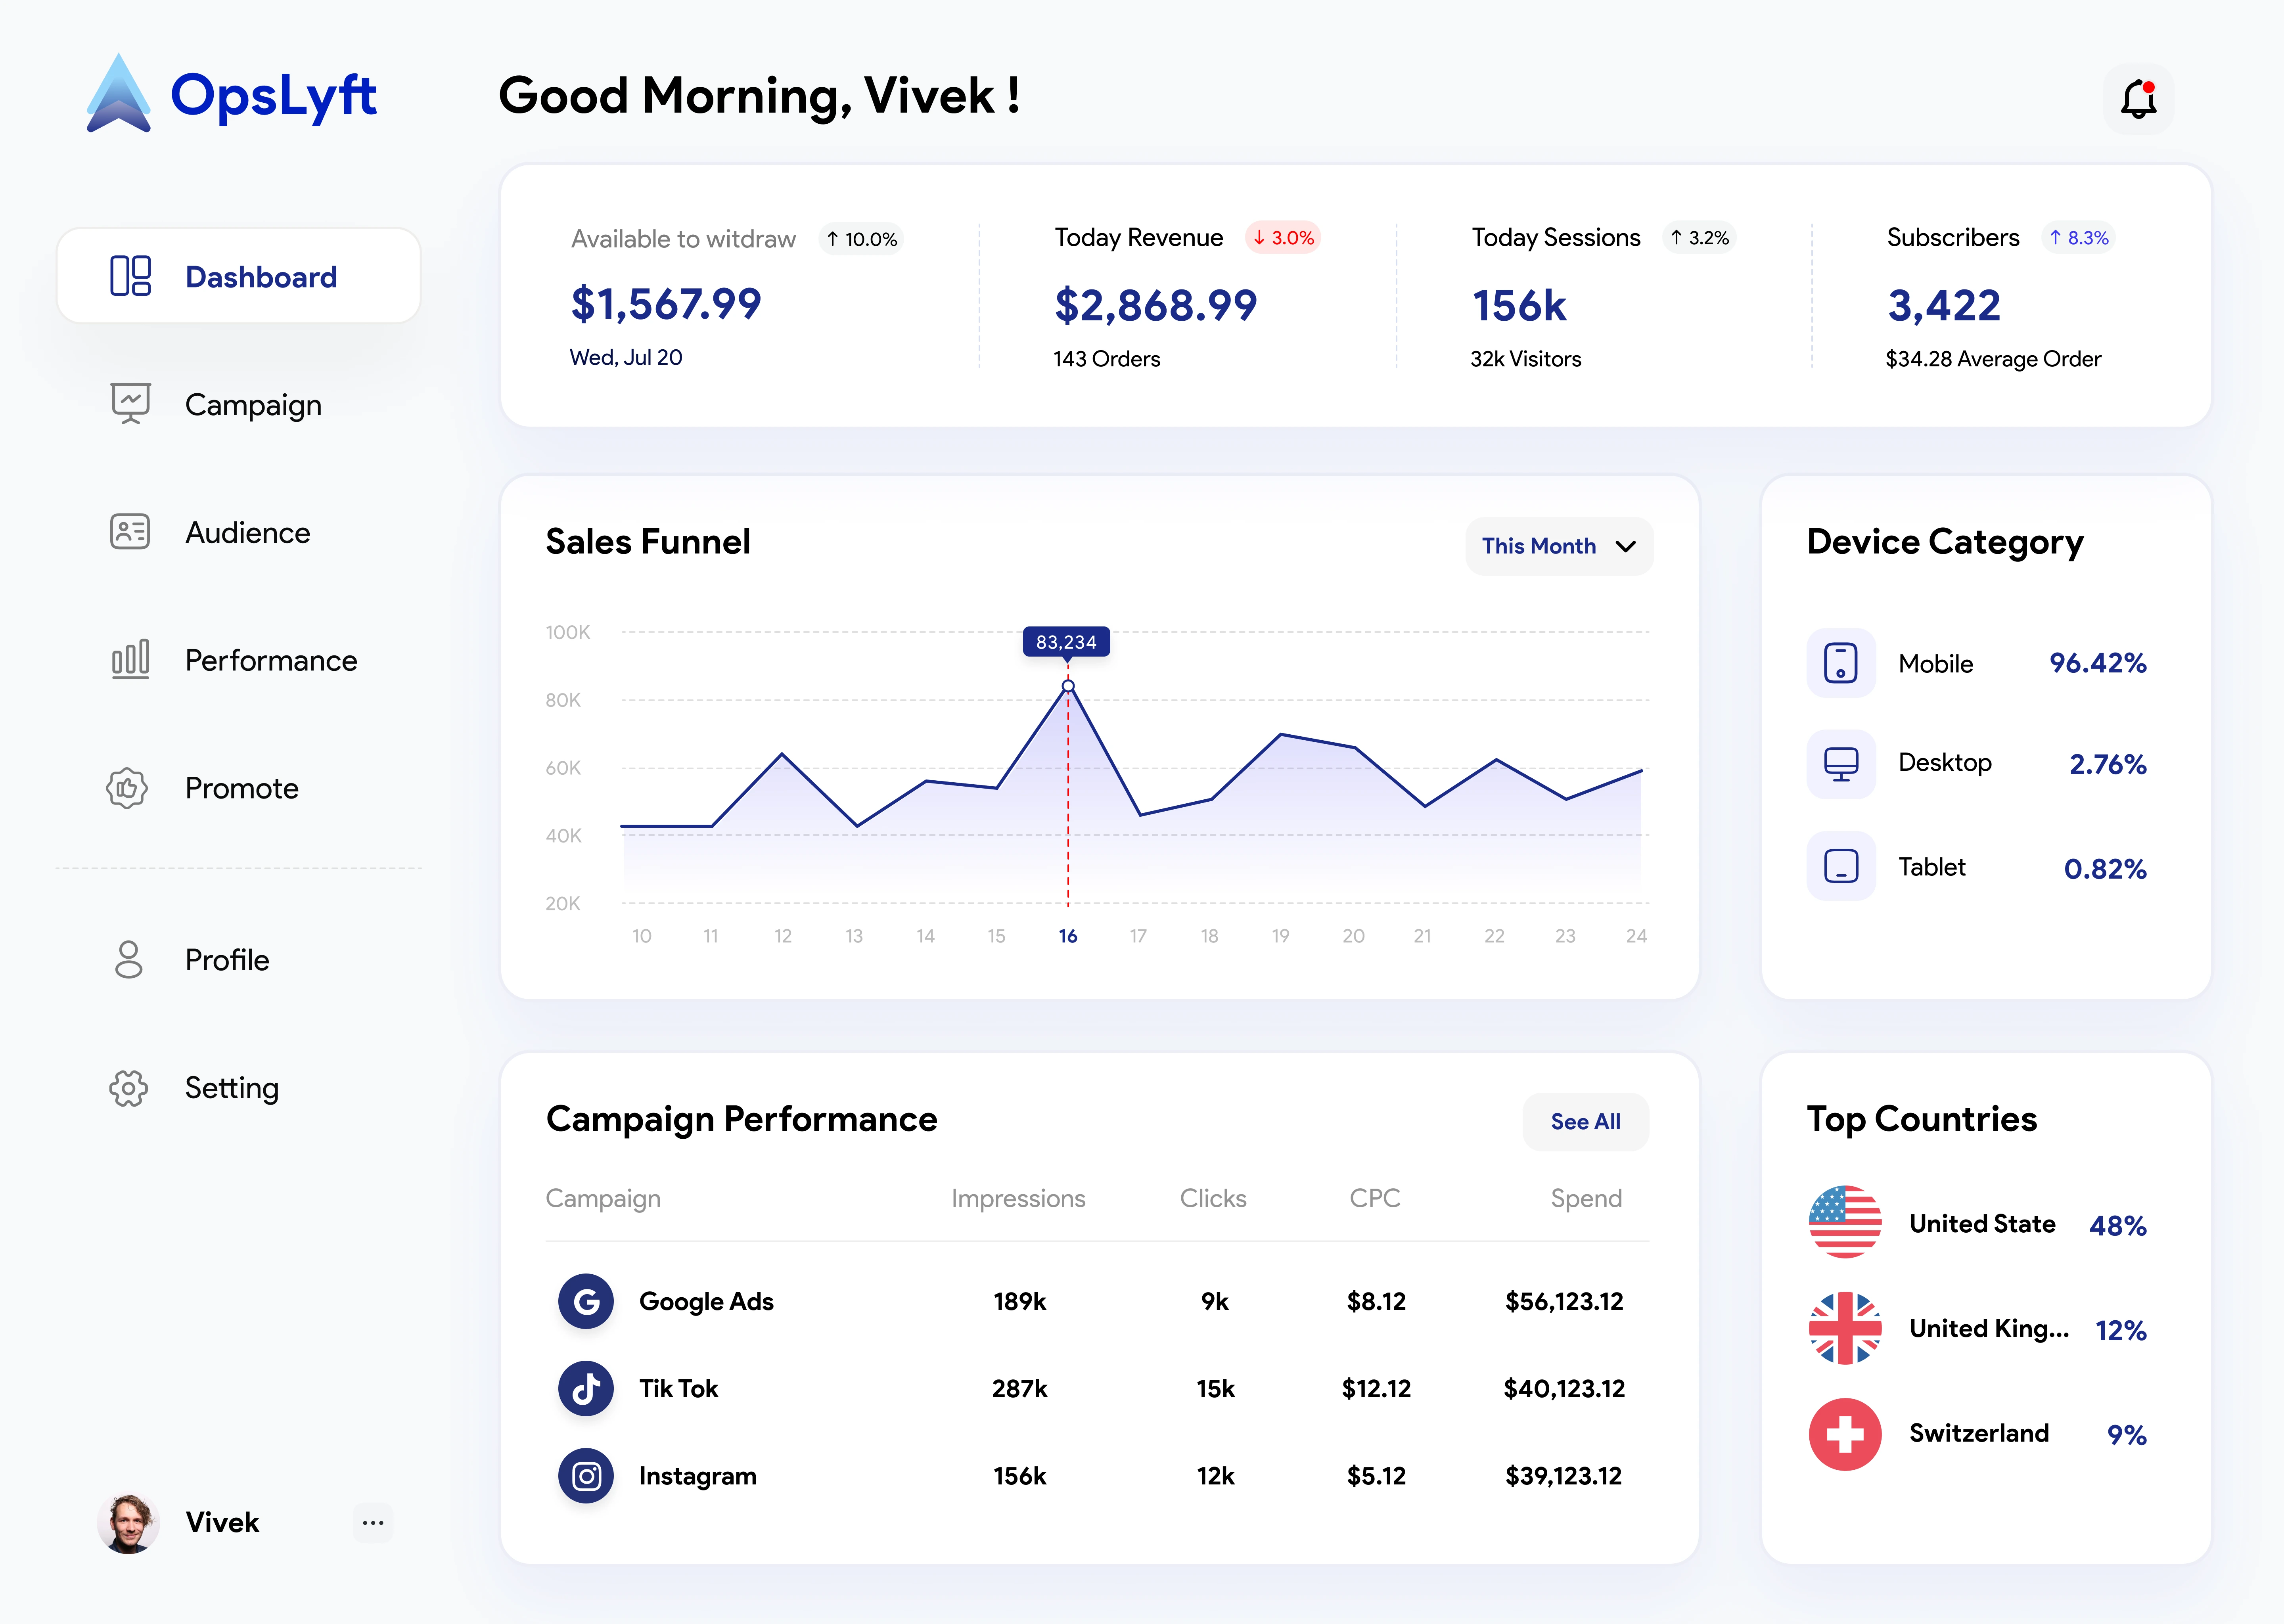 OpsLyft
Good Morning, Vivek !
Dashboard
Campaign
Audience
Performance
Promote
Profile
Setting
Vivek
Available to witdraw ↑ 10.0%
$1,567.99
Wed, Jul 20
Today Revenue ↓ 3.0%
$2,868.99
143 Orders
Today Sessions ↑ 3.2%
156k
32k Visitors
Subscribers ↑ 8.3%
3,422
$34.28 Average Order
Sales Funnel
This Month
100K
80K
60K
40K
20K
83,234
10 11 12 13 14 15 16 17 18 19 20 21 22 23 24
Device Category
Mobile 96.42%
Desktop 2.76%
Tablet 0.82%
Campaign Performance
See All
Campaign Impressions Clicks CPC Spend
Google Ads 189k 9k $8.12 $56,123.12
Tik Tok 287k 15k $12.12 $40,123.12
Instagram 156k 12k $5.12 $39,123.12
Top Countries
United State 48%
United King... 12%
Switzerland 9%